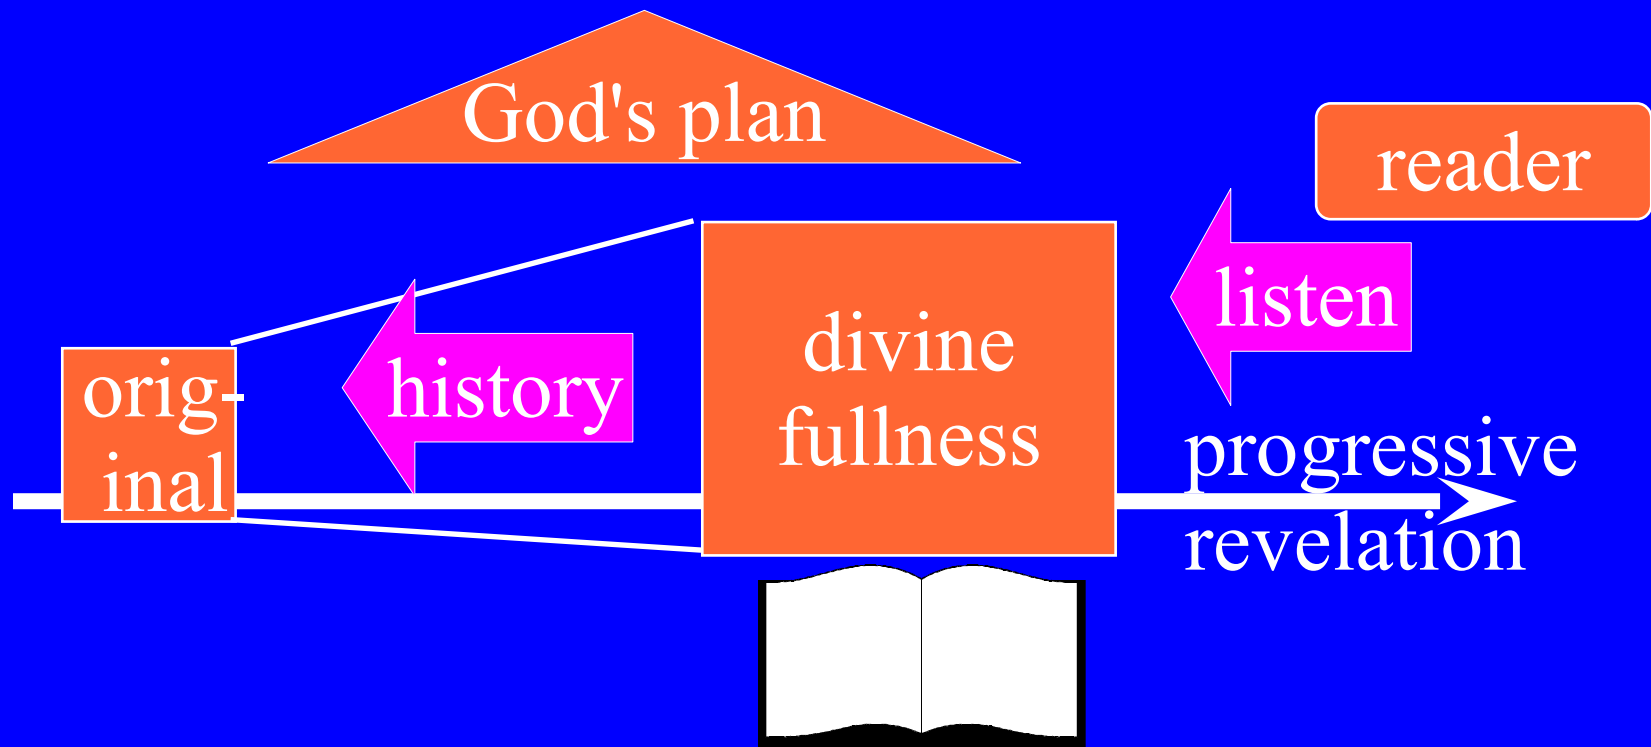 God's plan
reader
listen
divine
fullness
history
orig-
inal
progressive
revelation